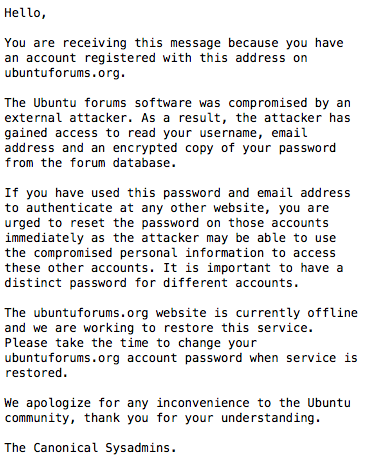 Hello,

You are receiving this message because you have
an account registered with this address on
ubuntuforums.org.

The Ubuntu forums software was compromised by an
external attacker. As a result, the attacker has
gained access to read your username, email
address and an encrypted copy of your password
from the forum database.

If you have used this password and email address
to authenticate at any other website, you are
urged to reset the password on those accounts
immediately as the attacker may be able to use
the compromised personal information to access
these other accounts. It is important to have a
distinct password for different accounts.

The ubuntuforums.org website is currently offline
and we are working to restore this service.
Please take the time to change your
ubuntuforums.org account password when service is
restored.

We apologize for any inconvenience to the Ubuntu
community, thank you for your understanding.

The Canonical Sysadmins.